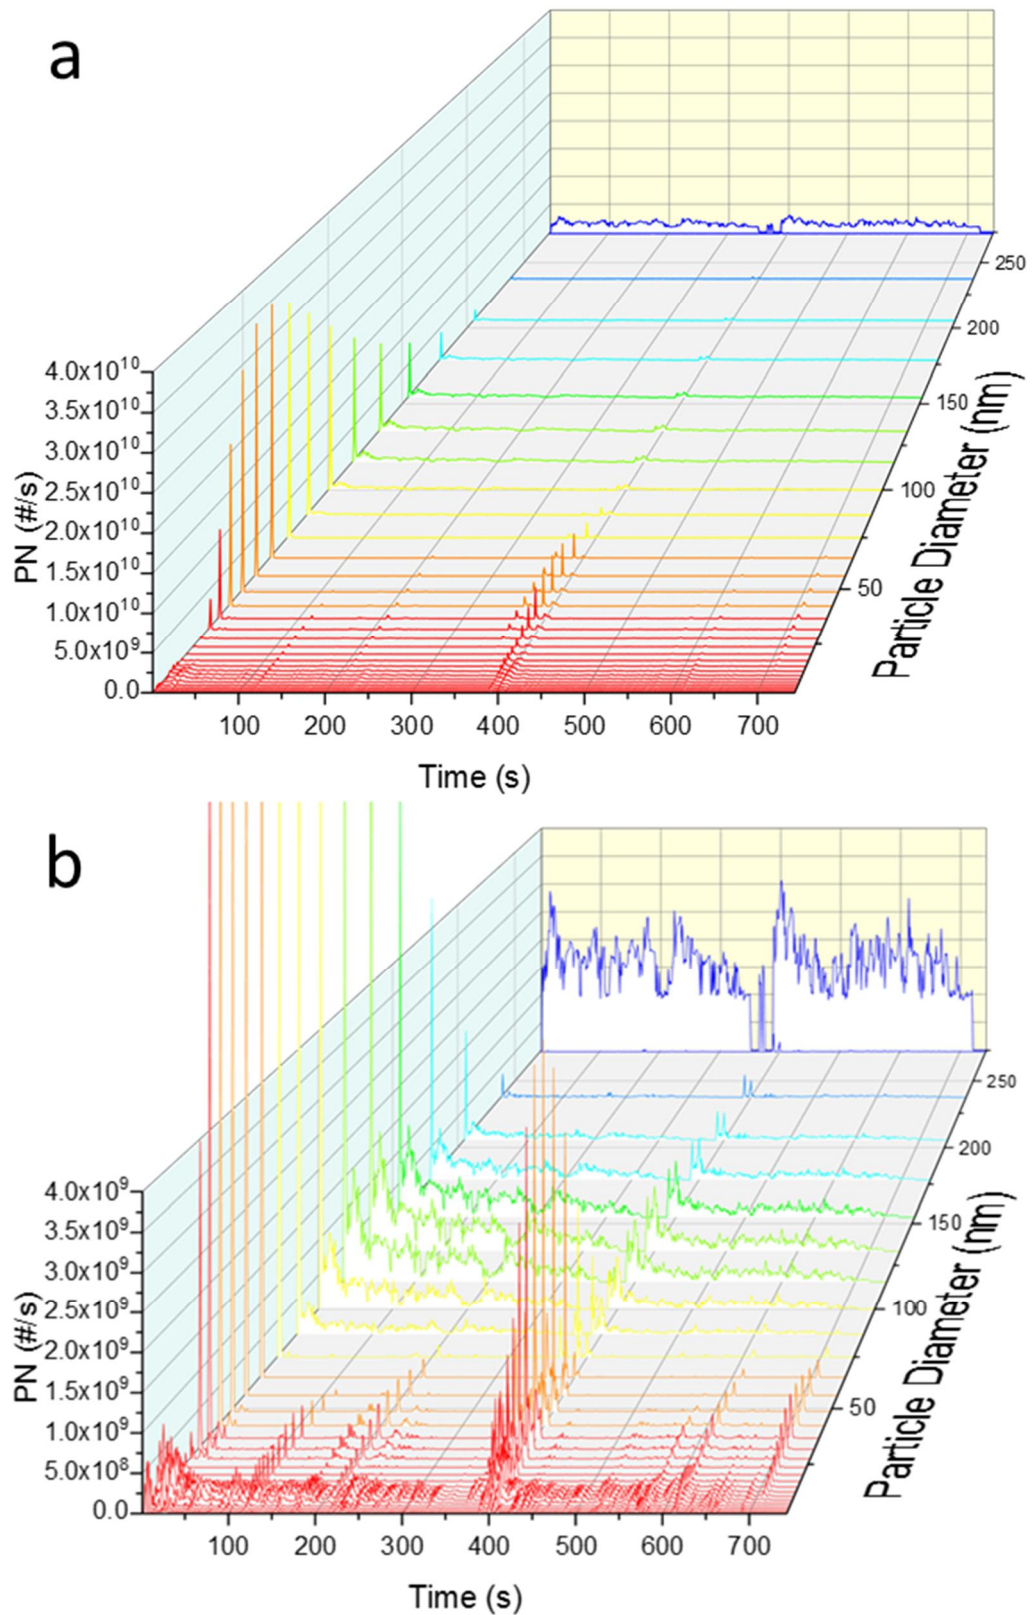 a
250
200
150
100
50
Particle Diameter (nm)
4.0x10¹⁰
3.5x10¹⁰
3.0x10¹⁰
2.5x10¹⁰
2.0x10¹⁰
1.5x10¹⁰
1.0x10¹⁰
5.0x10⁹
0.0
PN (#/s)
100 200 300 400 500 600 700
Time (s)
b
250
200
150
100
50
Particle Diameter (nm)
4.0x10⁹
3.5x10⁹
3.0x10⁹
2.5x10⁹
2.0x10⁹
1.5x10⁹
1.0x10⁹
5.0x10⁸
0.0
PN (#/s)
100 200 300 400 500 600 700
Time (s)